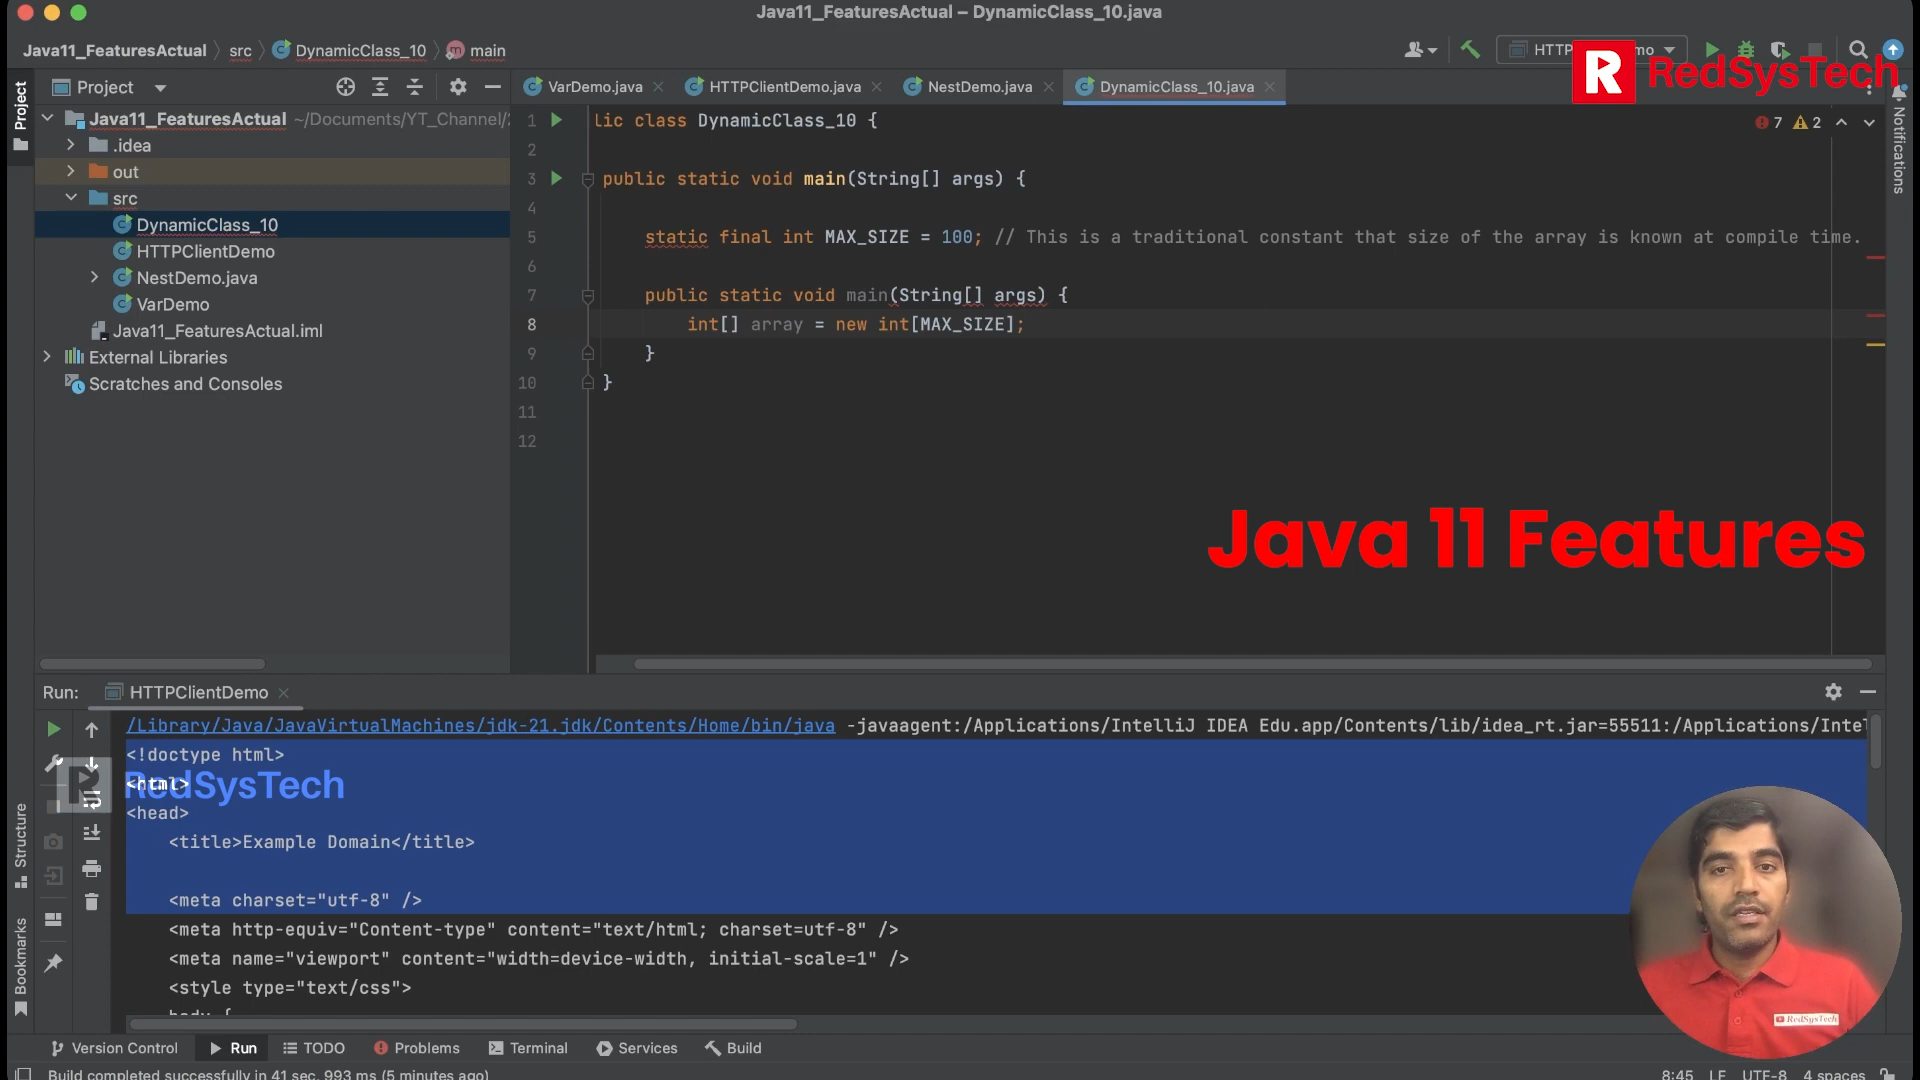 Java11_FeaturesActual – DynamicClass_10.java
Java11_FeaturesActual src DynamicClass_10 main
RedSysTech
Project
VarDemo.java HTTPClientDemo.java NestDemo.java DynamicClass_10.java
Project
Notifications
Java11_FeaturesActual ~/Documents/YT_Channel/
.idea
out
src
DynamicClass_10
HTTPClientDemo
NestDemo.java
VarDemo
Java11_FeaturesActual.iml
External Libraries
Scratches and Consoles
7 2
1 lic class DynamicClass_10 {
2
3 public static void main(String[] args) {
4
5 static final int MAX_SIZE = 100; // This is a traditional constant that size of the array is known at compile time.
6
7 public static void main(String[] args) {
8 int[] array = new int[MAX_SIZE];
9 }
10 }
11
12
Java 11 Features
Run: HTTPClientDemo
/Library/Java/JavaVirtualMachines/jdk-21.jdk/Contents/Home/bin/java -javaagent:/Applications/IntelliJ IDEA Edu.app/Contents/lib/idea_rt.jar=55511:/Applications/Inte
<!doctype html>
<html>
RedSysTech
<head>
<title>Example Domain</title>
<meta charset="utf-8" />
<meta http-equiv="Content-type" content="text/html; charset=utf-8" />
<meta name="viewport" content="width=device-width, initial-scale=1" />
<style type="text/css">
body {
Structure
Bookmarks
RedSysTech
Version Control Run TODO Problems Terminal Services Build
Build completed successfully in 41 sec, 993 ms (5 minutes ago)
8:45 LF UTF-8 4 spaces